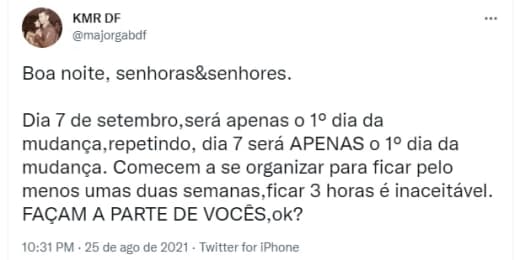 KMR DF
@majorgabdf
Boa noite, senhoras&senhores.
Dia 7 de setembro,será apenas o 1º dia da
mudança,repetindo, dia 7 será APENAS o 1º dia da
mudança. Comecem a se organizar para ficar pelo
menos umas duas semanas,ficar 3 horas é inaceitável.
FAÇAM A PARTE DE VOCÊS,ok?
10:31 PM · 25 de ago de 2021 · Twitter for iPhone